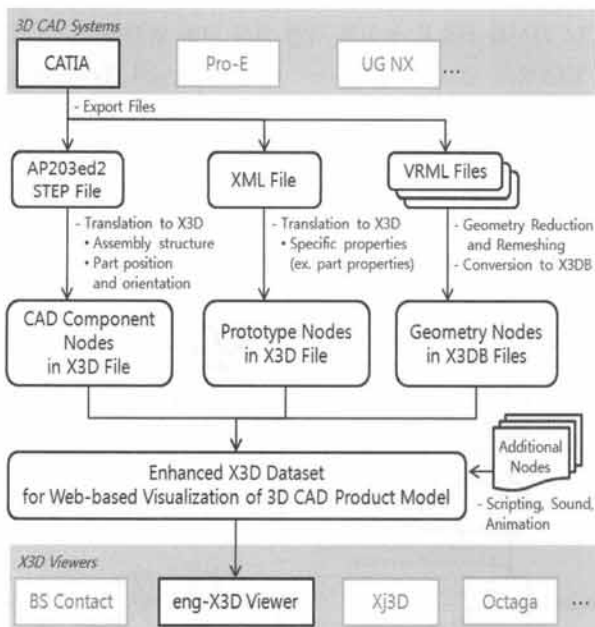 3D CAD Systems
CATIA
Pro-E
UG NX
...
- Export Files
AP203ed2
STEP File
XML File
VRML Files
- Translation to X3D
• Assembly structure
• Part position
and orientation
- Translation to X3D
• Specific properties
(ex. part properties)
- Geometry Reduction
and Remeshing
- Conversion to X3DB
CAD Component
Nodes
in X3D File
Prototype Nodes
in X3D File
Geometry Nodes
in X3DB Files
Enhanced X3D Dataset
for Web-based Visualization of 3D CAD Product Model
Additional
Nodes
- Scripting, Sound,
Animation
X3D Viewers
BS Contact
eng-X3D Viewer
Xj3D
Octaga
...